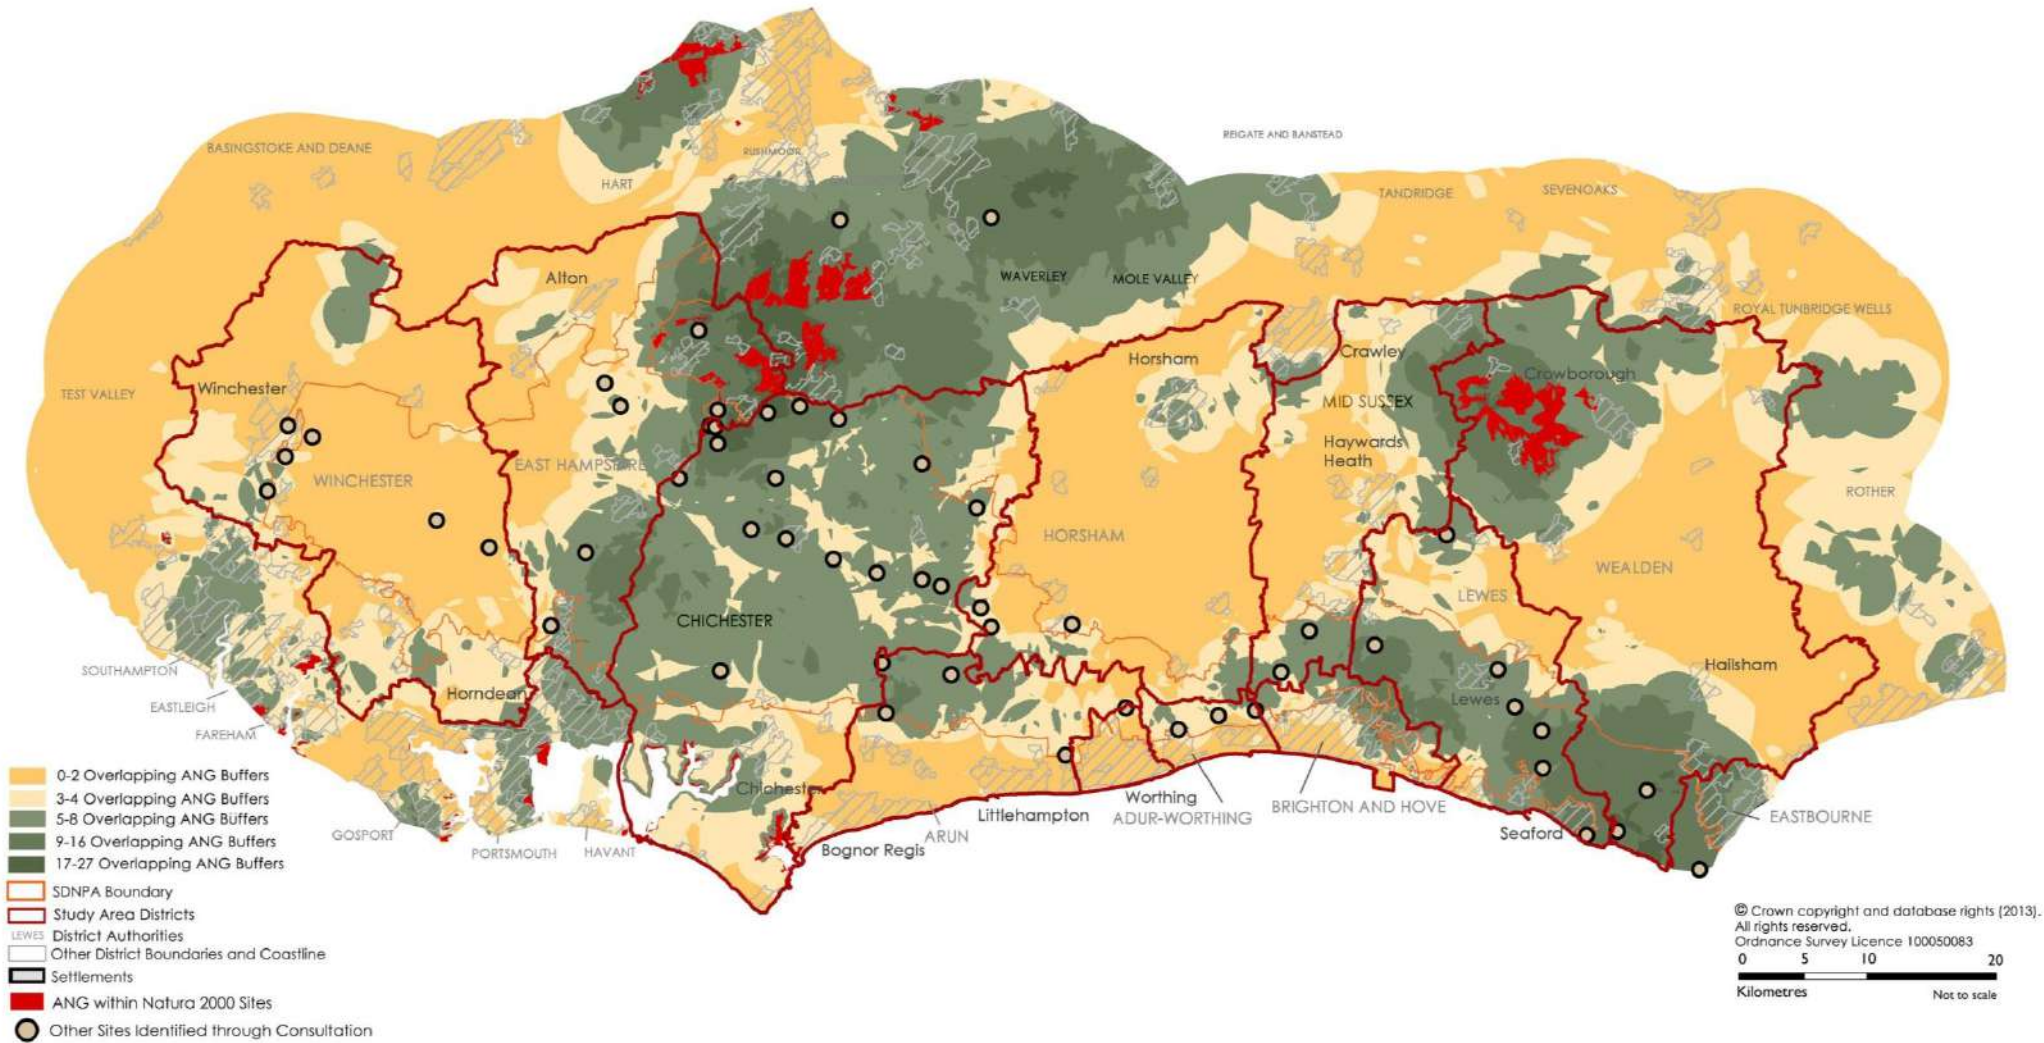 REIGATE AND BANSTEAD
BASINGSTOKE AND DEANE
RUSHMOOR
HART
TANDRIDGE
SEVENOAKS
Alton
WAVERLEY
MOLE VALLEY
ROYAL TUNBRIDGE WELLS
Horsham
Crawley
Crowborough
TEST VALLEY
Winchester
MID SUSSEX
Haywards
Heath
EAST HAMPSHIRE
WINCHESTER
ROTHER
HORSHAM
WEALDEN
LEWES
CHICHESTER
SOUTHAMPTON
Hailsham
Horndean
Lewes
EASTLEIGH
FAREHAM
Chichester
Worthing
Littlehampton
ADUR-WORTHING
BRIGHTON AND HOVE
EASTBOURNE
GOSPORT
PORTSMOUTH
HAVANT
Bognor Regis
ARUN
Seaford
0-2 Overlapping ANG Buffers
3-4 Overlapping ANG Buffers
5-8 Overlapping ANG Buffers
9-16 Overlapping ANG Buffers
17-27 Overlapping ANG Buffers
SDNPA Boundary
Study Area Districts
LEWES District Authorities
Other District Boundaries and Coastline
Settlements
ANG within Natura 2000 Sites
Other Sites Identified through Consultation
© Crown copyright and database rights (2013).
All rights reserved.
Ordnance Survey Licence 100050083
0 5 10 20
Kilometres Not to scale